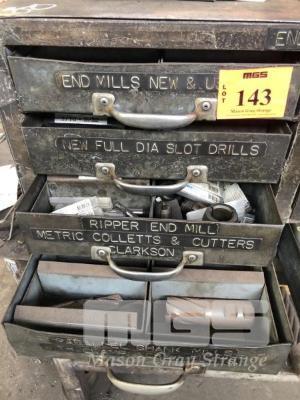 END
MGS
LOT
143
Mason Gray Strange
END MILLS NEW & U
NEW FULL DIA SLOT DRILLS
RIPPER END MILL
METRIC COLLETTS & CUTTERS
CLARKSON
MGS
Mason Gray Strange
SHANK